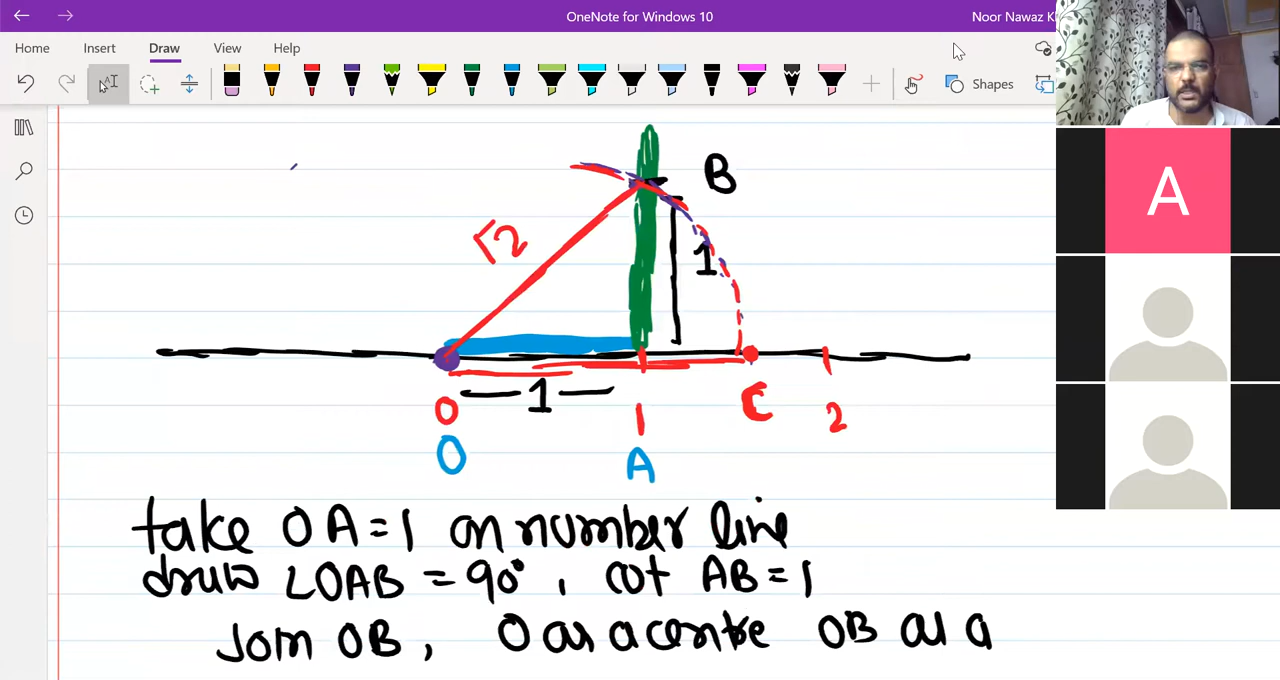 OneNote for Windows 10
Noor Nawaz K
Home Insert Draw View Help
Shapes
B
√2
1
1
0 1 C 2
O A
A
take OA=1 on number line
draw ∠OAB = 90°, cut AB=1
Join OB, O as a centre OB as a